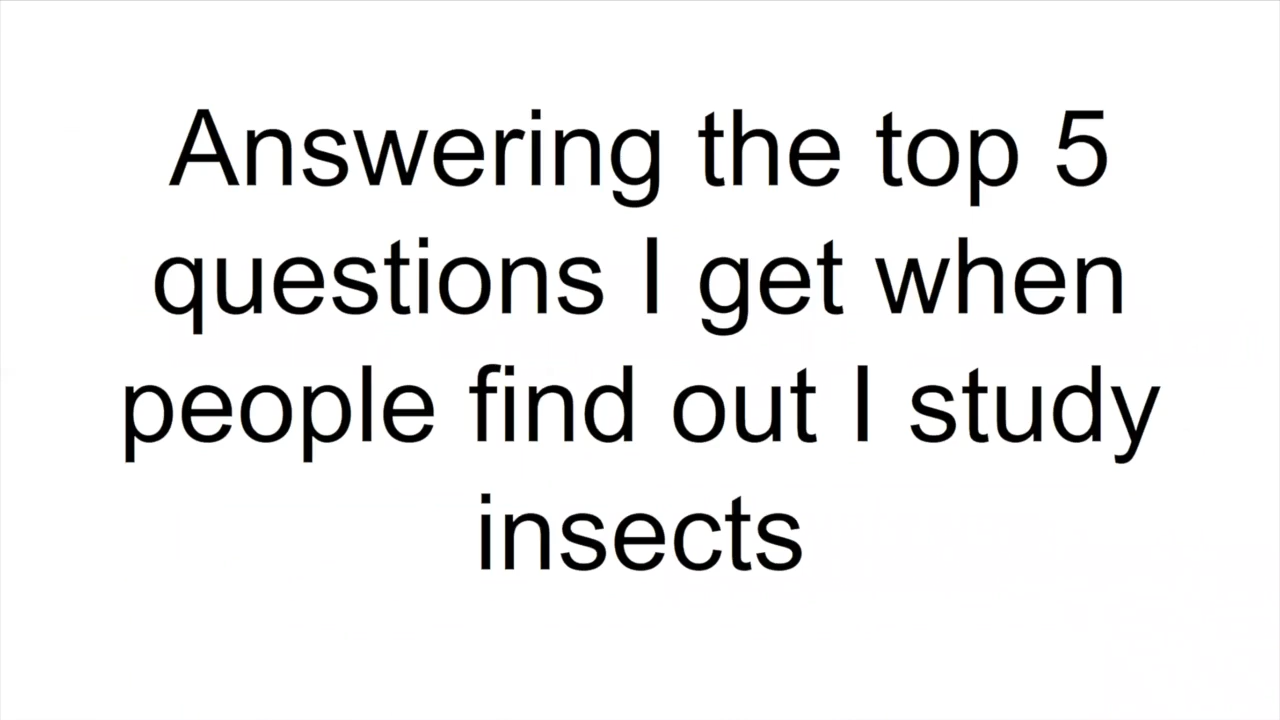 Answering the top 5
questions I get when
people find out I study
insects